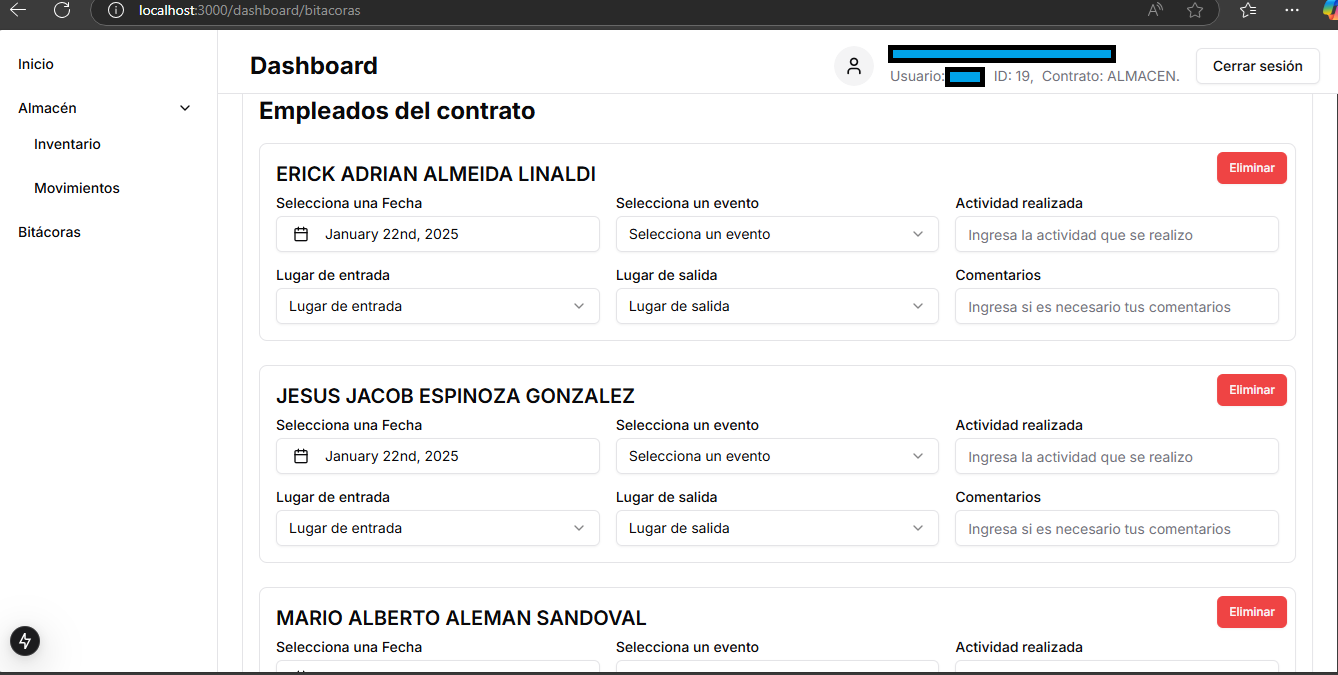 localhost:3000/dashboard/bitacoras
Inicio
Almacén
Inventario
Movimientos
Bitácoras
Dashboard
Usuario: ID: 19, Contrato: ALMACEN.
Cerrar sesión
Empleados del contrato
ERICK ADRIAN ALMEIDA LINALDI
Eliminar
Selecciona una Fecha Selecciona un evento Actividad realizada
January 22nd, 2025 Selecciona un evento Ingresa la actividad que se realizo
Lugar de entrada Lugar de salida Comentarios
Lugar de entrada Lugar de salida Ingresa si es necesario tus comentarios
JESUS JACOB ESPINOZA GONZALEZ
Eliminar
Selecciona una Fecha Selecciona un evento Actividad realizada
January 22nd, 2025 Selecciona un evento Ingresa la actividad que se realizo
Lugar de entrada Lugar de salida Comentarios
Lugar de entrada Lugar de salida Ingresa si es necesario tus comentarios
MARIO ALBERTO ALEMAN SANDOVAL
Eliminar
Selecciona una Fecha Selecciona un evento Actividad realizada